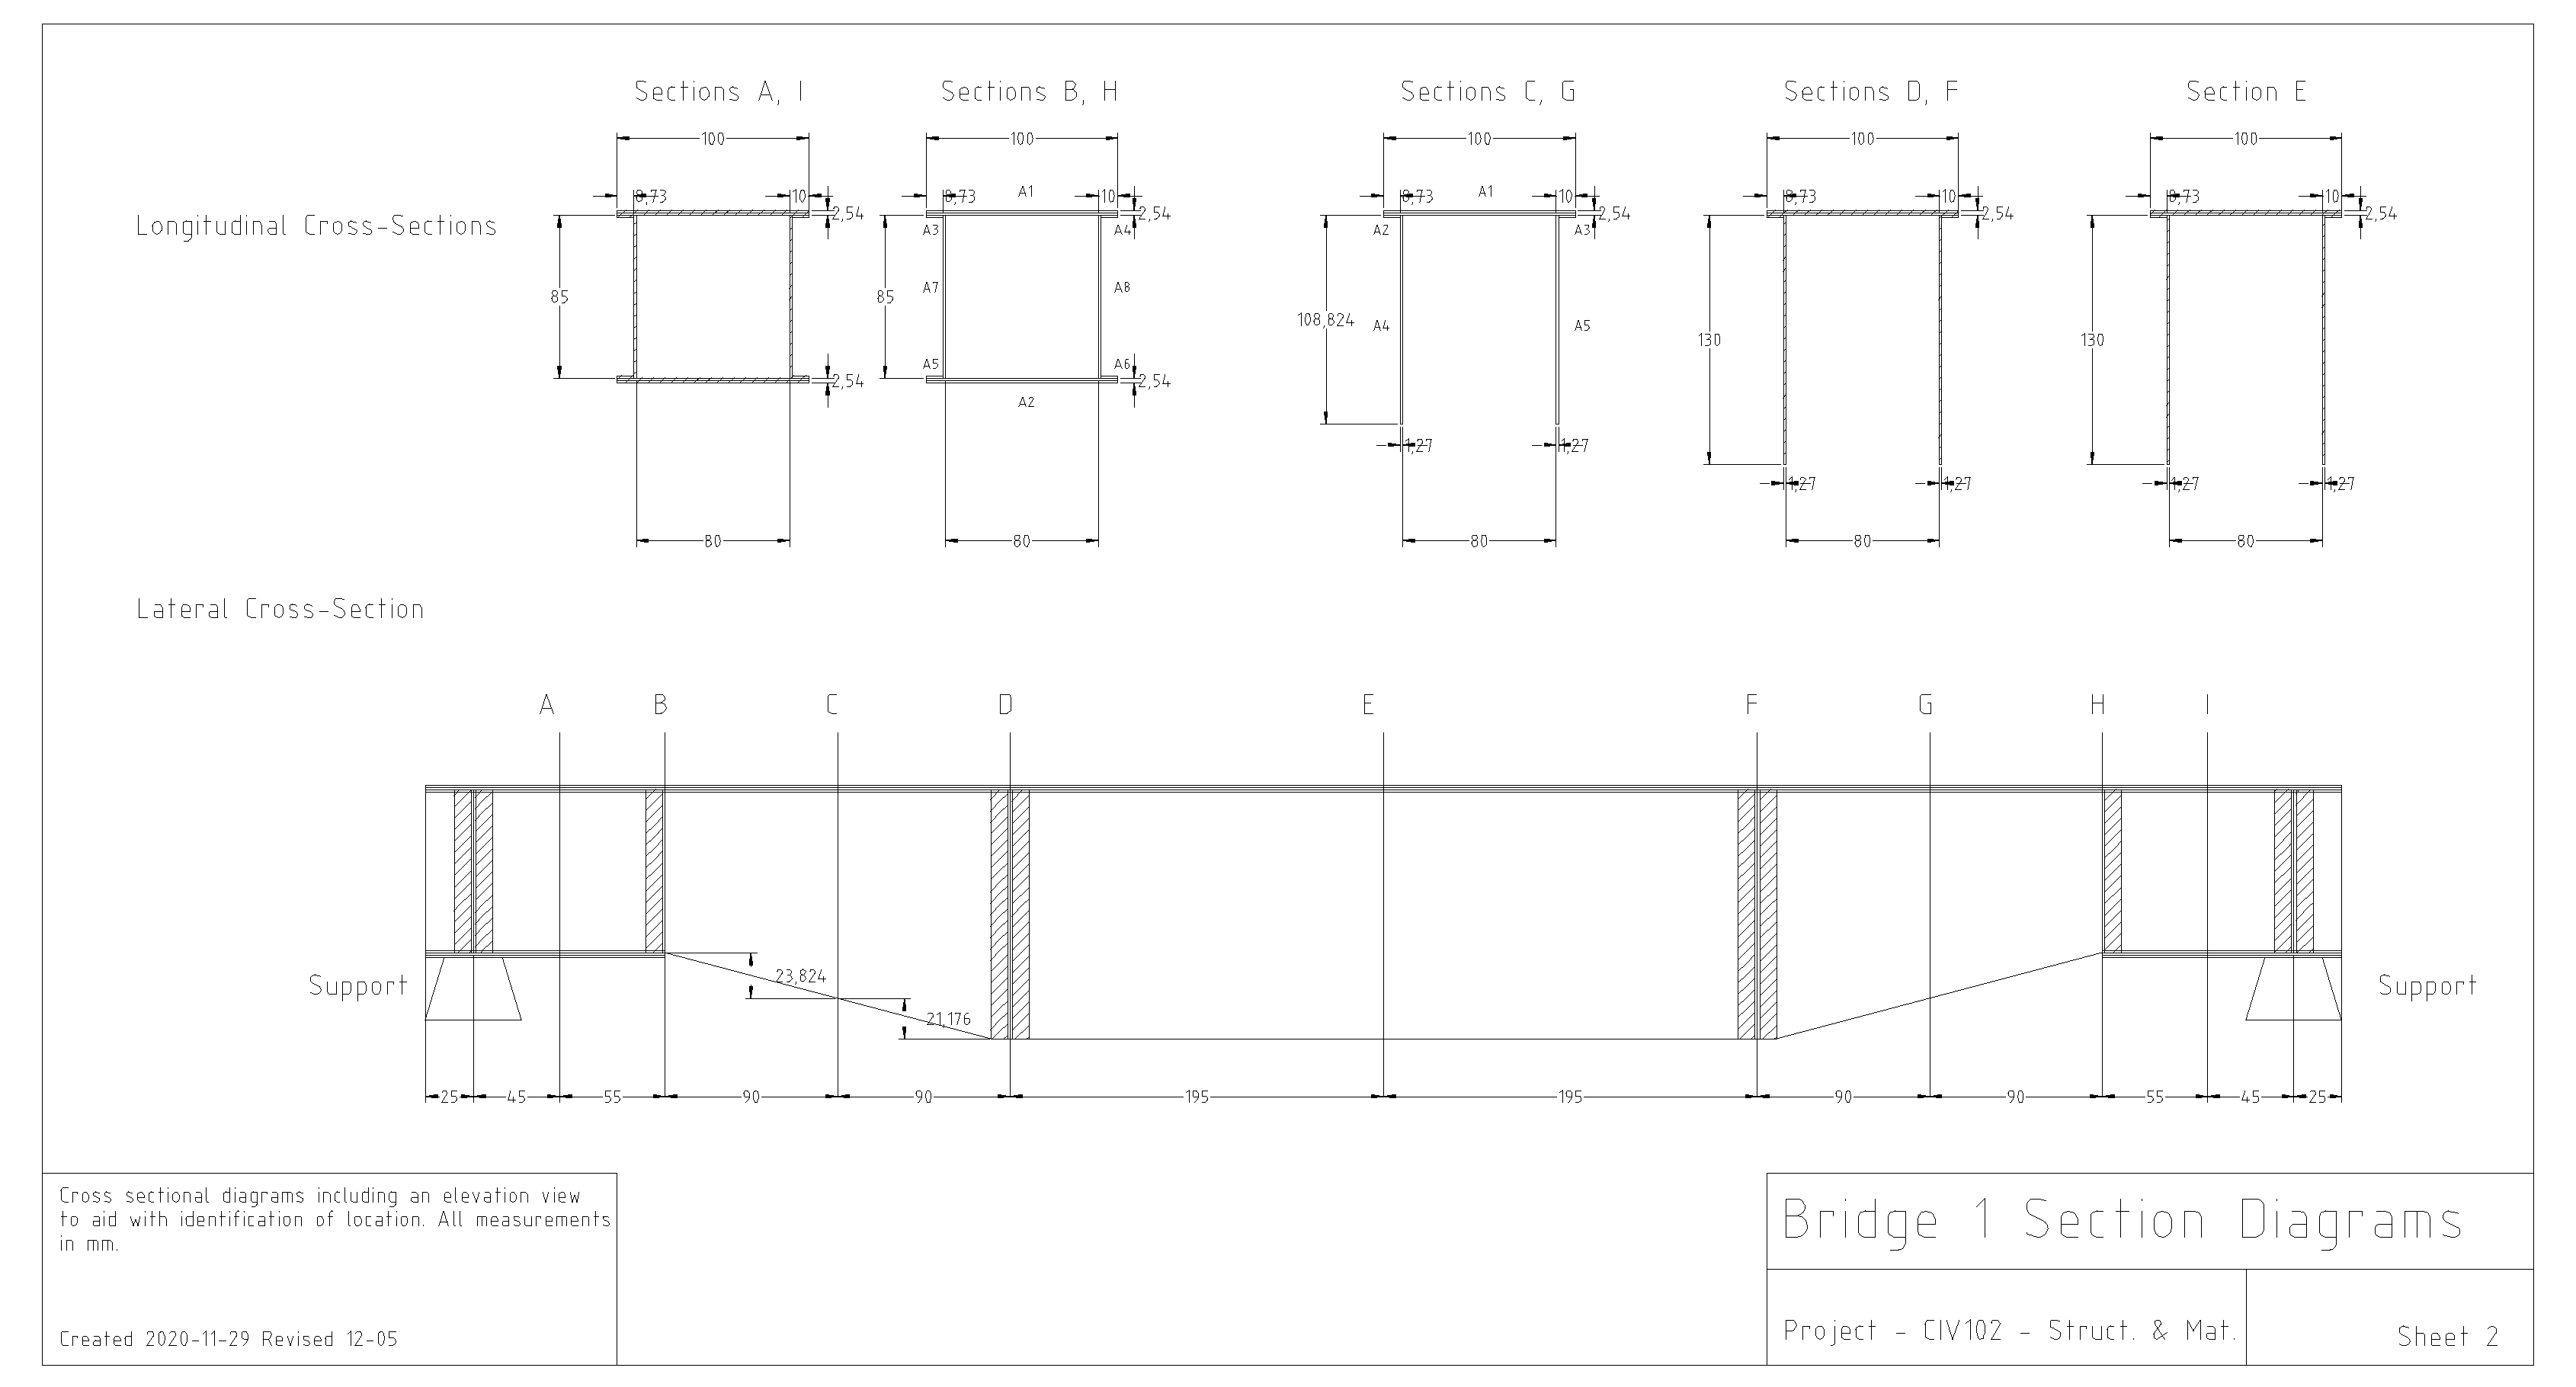 Sections A, I
Sections B, H
Sections C, G
Sections D, F
Section E
100
100
100
100
100
8,73
10
8,73
A1
10
8,73
A1
10
8,73
10
8,73
10
Longitudinal Cross-Sections
2,54
2,54
2,54
2,54
2,54
A3
A4
A2
A3
85
85
A7
A8
108,824
A4
A5
130
130
A5
A6
2,54
2,54
A2
1,27
1,27
1,27
1,27
1,27
1,27
80
80
80
80
80
Lateral Cross-Section
A
B
C
D
E
F
G
H
I
Support
23,824
21,176
Support
25
45
55
90
90
195
195
90
90
55
45
25
Cross sectional diagrams including an elevation view
to aid with identification of location. All measurements
in mm.
Created 2020-11-29 Revised 12-05
Bridge 1 Section Diagrams
Project - CIV102 - Struct. & Mat.
Sheet 2